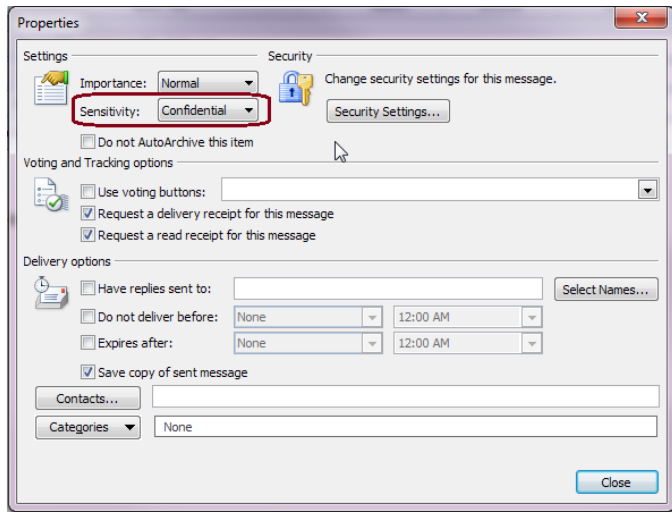 Properties
Settings
Security
Importance: Normal
Change security settings for this message.
Sensitivity: Confidential
Security Settings...
Do not AutoArchive this item
Voting and Tracking options
Use voting buttons:
Request a delivery receipt for this message
Request a read receipt for this message
Delivery options
Have replies sent to:
Select Names...
Do not deliver before: None 12:00 AM
Expires after: None 12:00 AM
Save copy of sent message
Contacts...
Categories None
Close